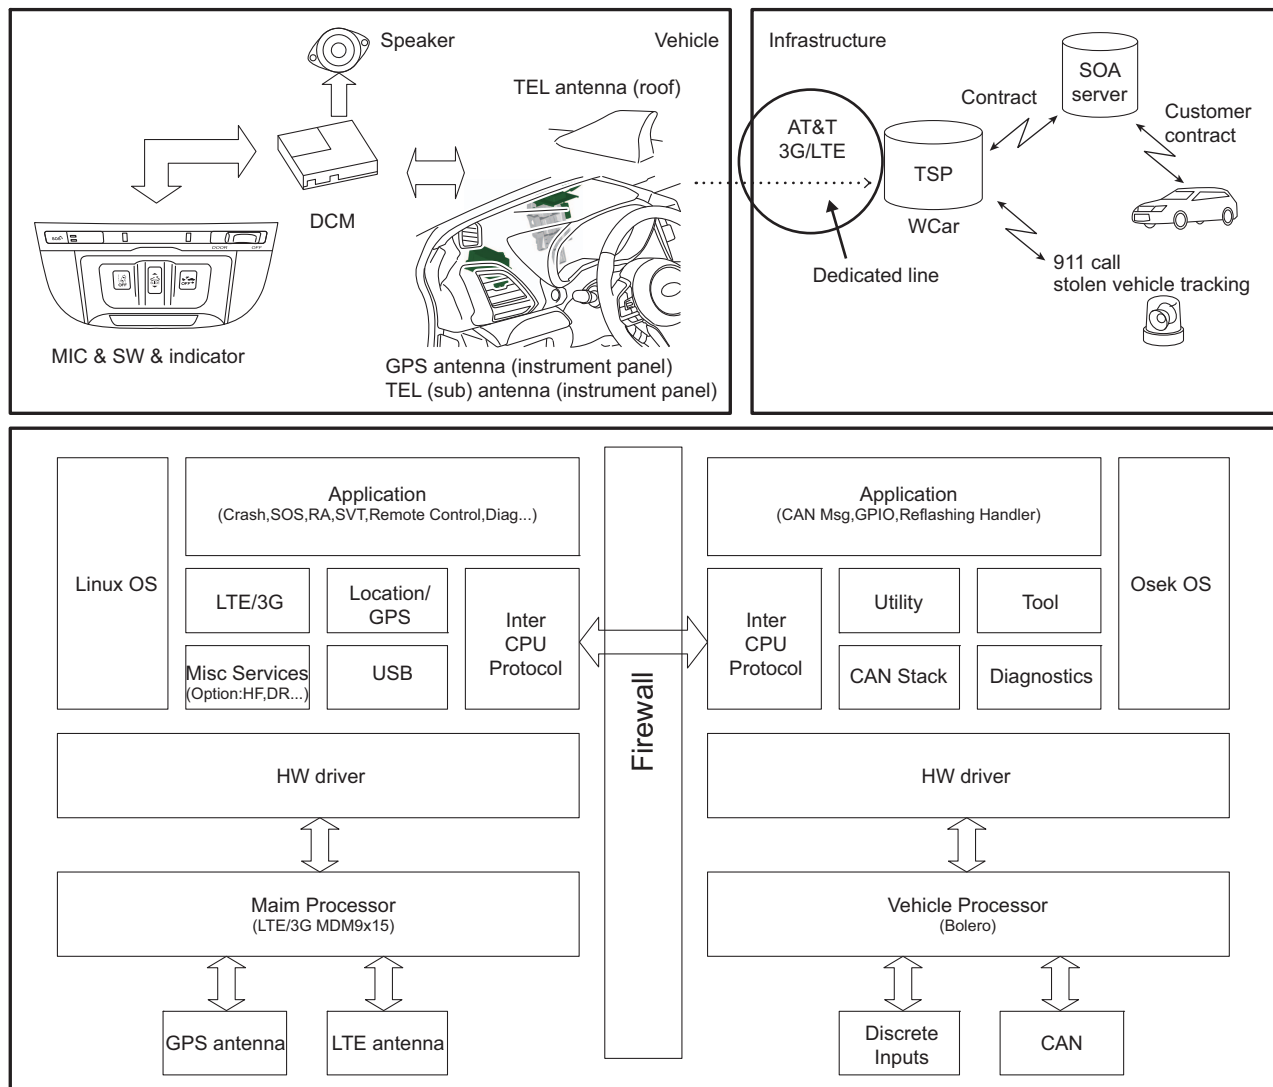 Speaker
Vehicle
TEL antenna (roof)
DCM
DOOR
OFF
OFF
OFF
MIC & SW & indicator
GPS antenna (instrument panel)
TEL (sub) antenna (instrument panel)
Infrastructure
SOA
server
Contract
Customer
contract
AT&T
3G/LTE
TSP
WCar
Dedicated line
911 call
stolen vehicle tracking
Linux OS
Application
(Crash,SOS,RA,SVT,Remote Control,Diag...)
LTE/3G
Location/
GPS
Inter
CPU
Protocol
Misc Services
(Option:HF,DR...)
USB
HW driver
Maim Processor
(LTE/3G MDM9x15)
GPS antenna
LTE antenna
Firewall
Application
(CAN Msg,GPIO,Reflashing Handler)
Osek OS
Inter
CPU
Protocol
Utility
Tool
CAN Stack
Diagnostics
HW driver
Vehicle Processor
(Bolero)
Discrete
Inputs
CAN